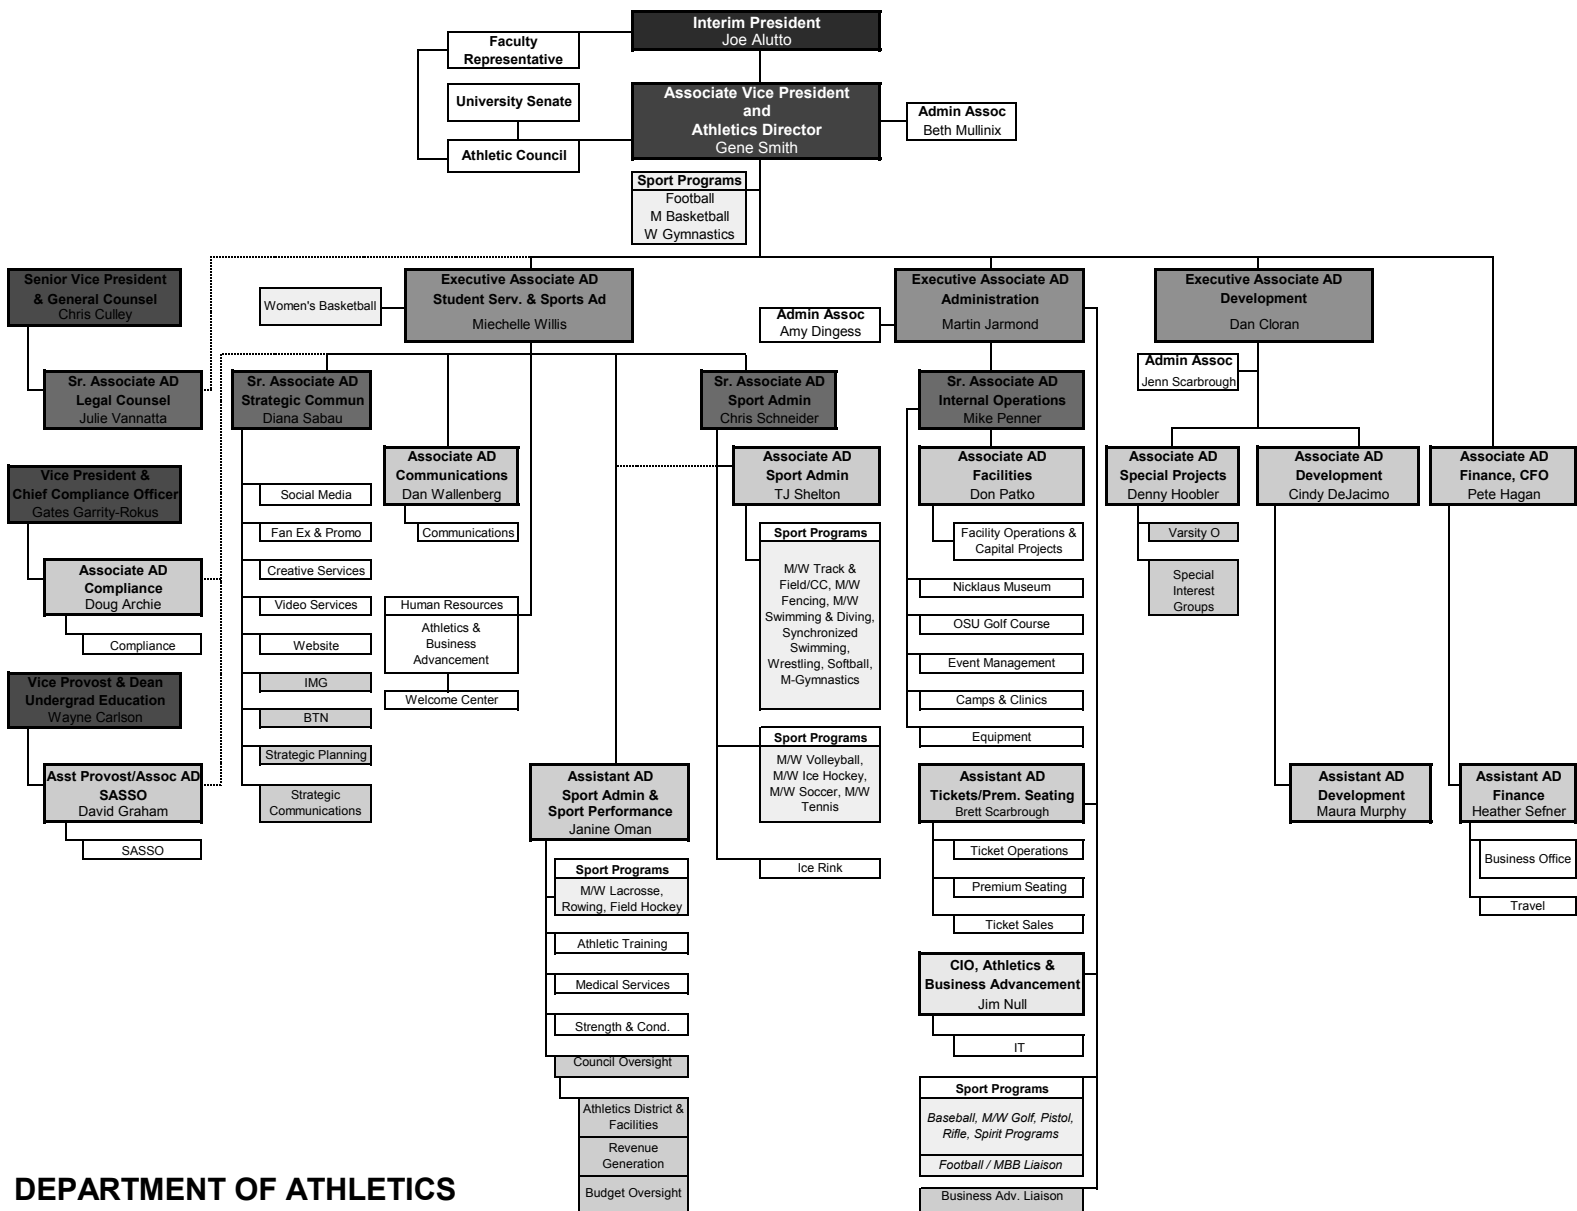 Interim President
Joe Alutto
Faculty
Representative
University Senate
Athletic Council
Associate Vice President
and
Athletics Director
Gene Smith
Admin Assoc
Beth Mullinix
Sport Programs
Football
M Basketball
W Gymnastics
Senior Vice President
& General Counsel
Chris Culley
Sr. Associate AD
Legal Counsel
Julie Vannatta
Vice President &
Chief Compliance Officer
Gates Garrity-Rokus
Associate AD
Compliance
Doug Archie
Compliance
Vice Provost & Dean
Undergrad Education
Wayne Carlson
Asst Provost/Assoc AD
SASSO
David Graham
SASSO
Women's Basketball
Executive Associate AD
Student Serv. & Sports Ad
Miechelle Willis
Sr. Associate AD
Strategic Commun
Diana Sabau
Social Media
Fan Ex & Promo
Creative Services
Video Services
Website
IMG
BTN
Strategic Planning
Strategic
Communications
Associate AD
Communications
Dan Wallenberg
Communications
Human Resources
Athletics &
Business
Advancement
Welcome Center
Assistant AD
Sport Admin &
Sport Performance
Janine Oman
Sport Programs
M/W Lacrosse,
Rowing, Field Hockey
Athletic Training
Medical Services
Strength & Cond.
Council Oversight
Athletics District &
Facilities
Revenue
Generation
Budget Oversight
Sr. Associate AD
Sport Admin
Chris Schneider
Associate AD
Sport Admin
TJ Shelton
Sport Programs
M/W Track &
Field/CC, M/W
Fencing, M/W
Swimming & Diving,
Synchronized
Swimming,
Wrestling, Softball,
M-Gymnastics
Sport Programs
M/W Volleyball,
M/W Ice Hockey,
M/W Soccer, M/W
Tennis
Ice Rink
Executive Associate AD
Administration
Martin Jarmond
Admin Assoc
Amy Dingess
Sr. Associate AD
Internal Operations
Mike Penner
Associate AD
Facilities
Don Patko
Facility Operations &
Capital Projects
Nicklaus Museum
OSU Golf Course
Event Management
Camps & Clinics
Equipment
Assistant AD
Tickets/Prem. Seating
Brett Scarbrough
Ticket Operations
Premium Seating
Ticket Sales
CIO, Athletics &
Business Advancement
Jim Null
IT
Sport Programs
Baseball, M/W Golf, Pistol,
Rifle, Spirit Programs
Football / MBB Liaison
Business Adv. Liaison
Executive Associate AD
Development
Dan Cloran
Admin Assoc
Jenn Scarbrough
Associate AD
Special Projects
Denny Hoobler
Varsity O
Special
Interest
Groups
Associate AD
Development
Cindy DeJacimo
Assistant AD
Development
Maura Murphy
Associate AD
Finance, CFO
Pete Hagan
Assistant AD
Finance
Heather Sefner
Business Office
Travel
DEPARTMENT OF ATHLETICS